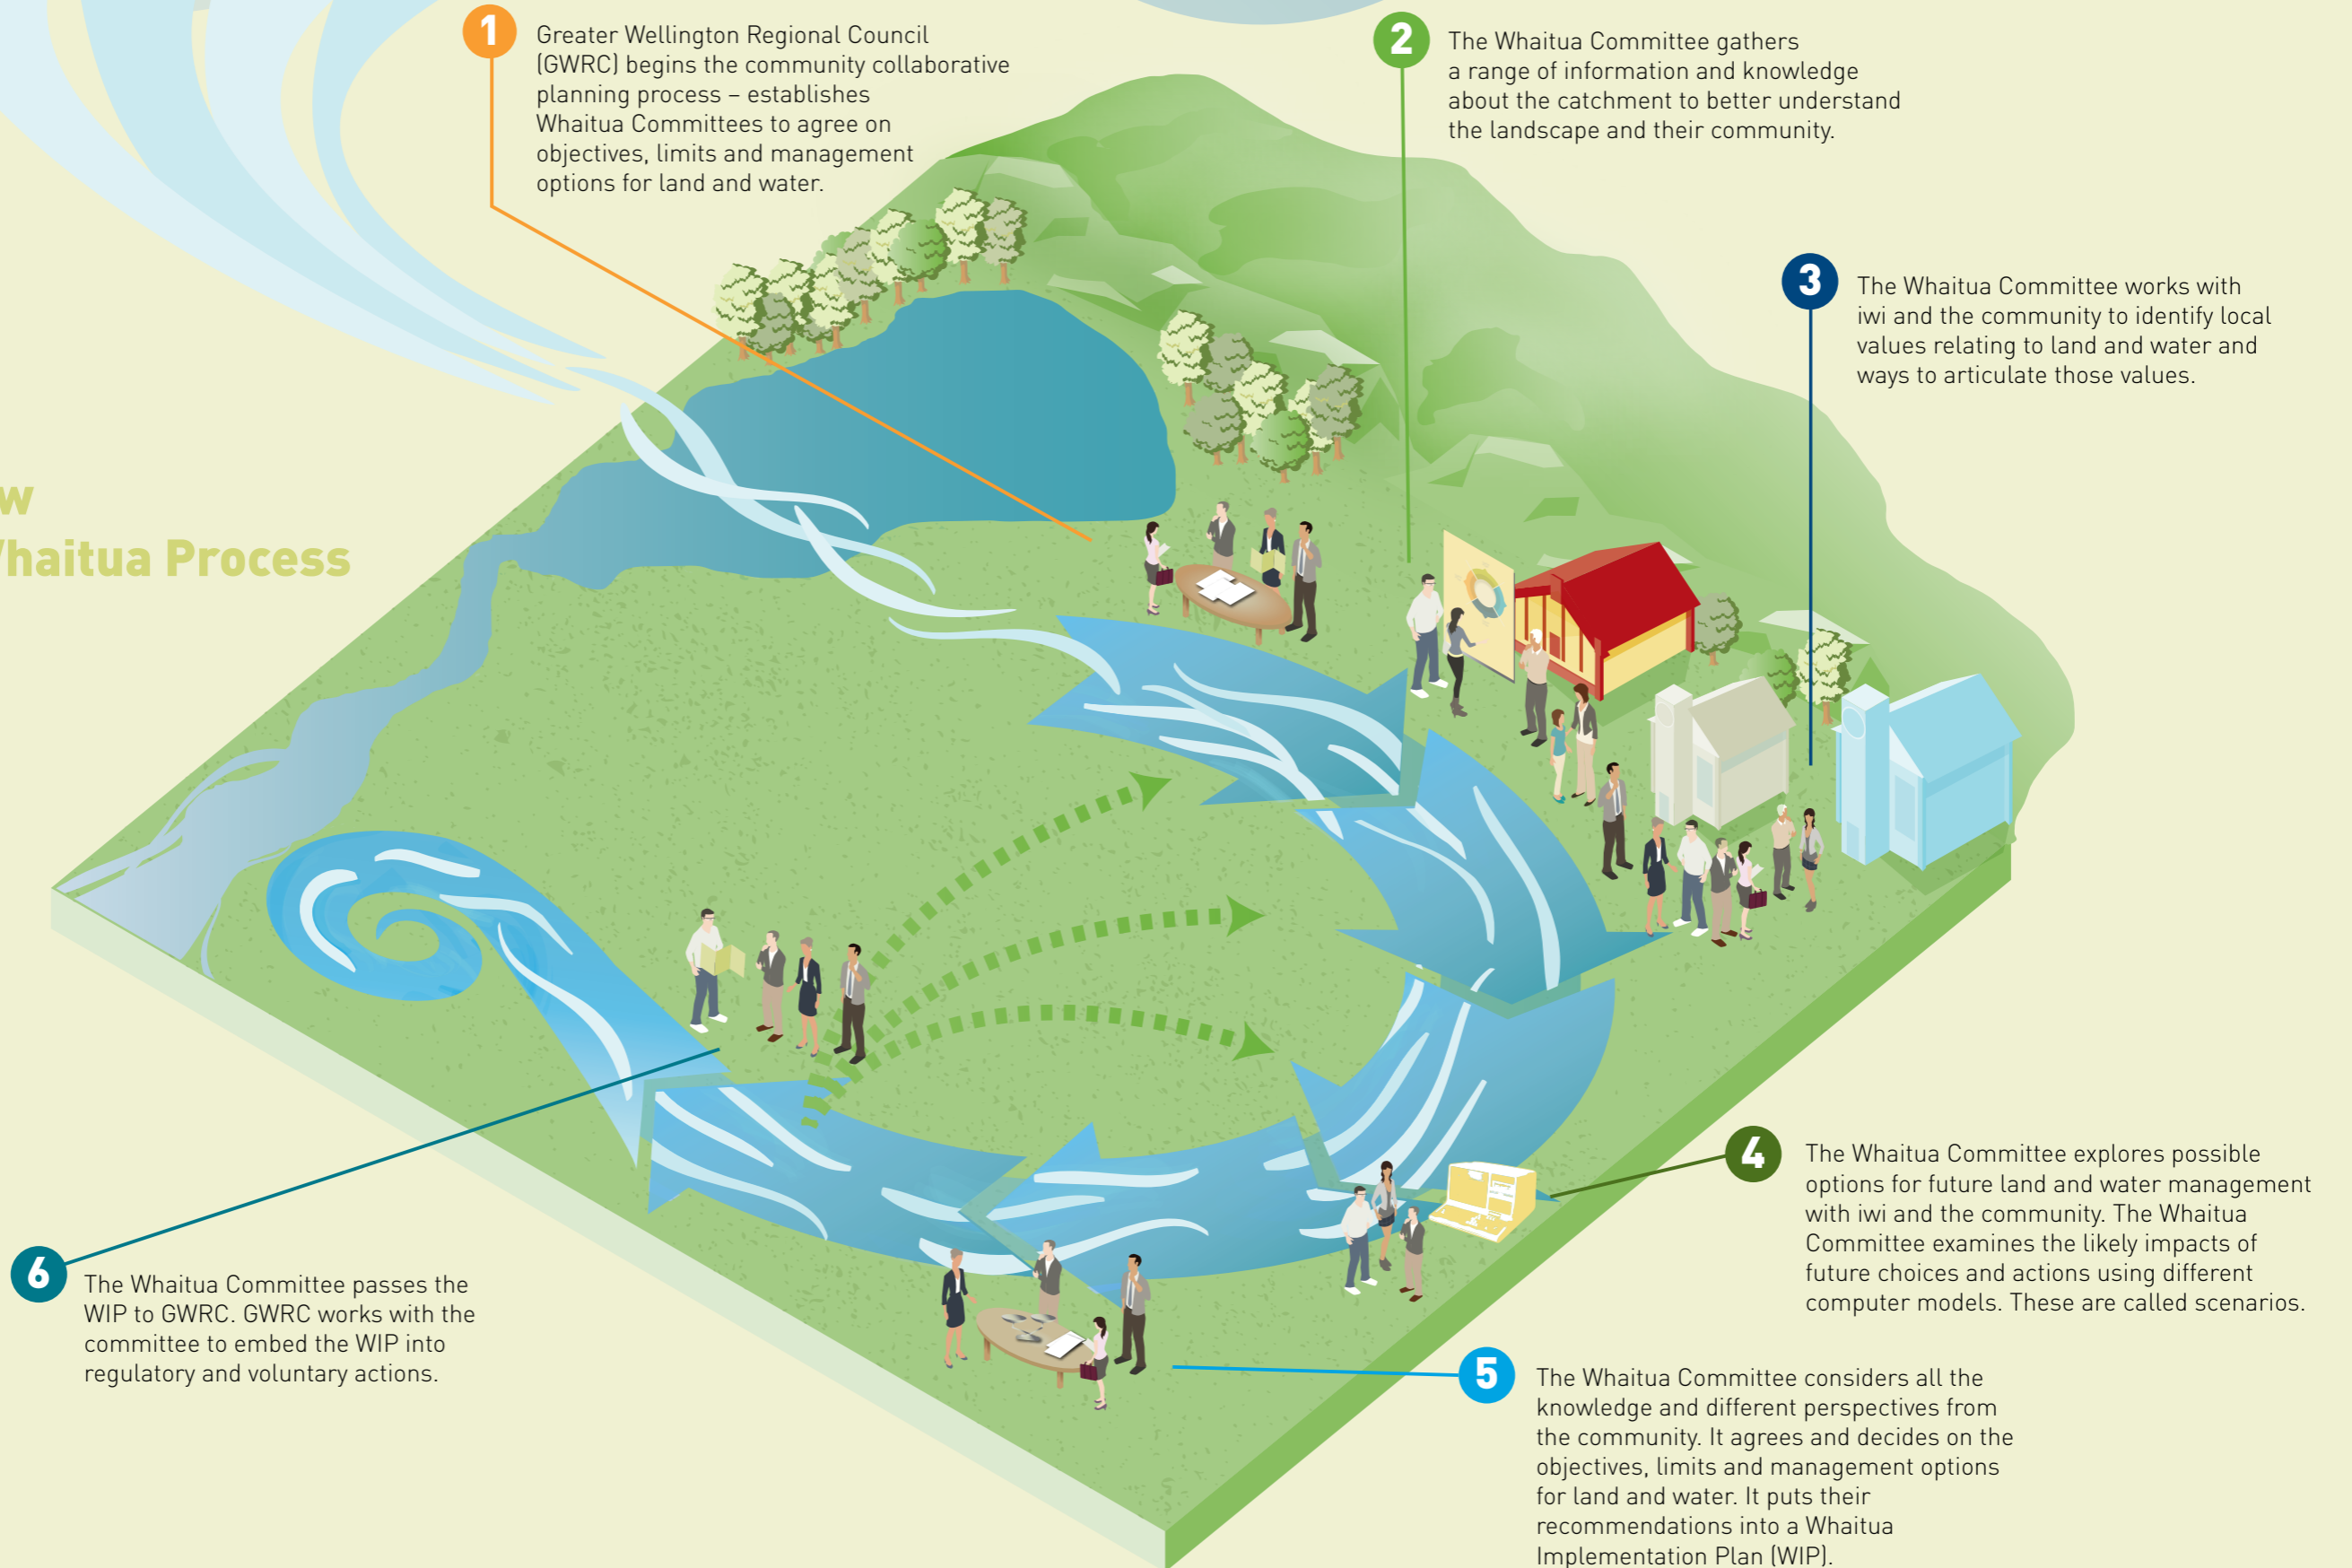 1
Greater Wellington Regional Council
(GWRC) begins the community collaborative
planning process – establishes
Whaitua Committees to agree on
objectives, limits and management
options for land and water.
2
The Whaitua Committee gathers
a range of information and knowledge
about the catchment to better understand
the landscape and their community.
3
The Whaitua Committee works with
iwi and the community to identify local
values relating to land and water and
ways to articulate those values.
w
haitua Process
4
The Whaitua Committee explores possible
options for future land and water management
with iwi and the community. The Whaitua
Committee examines the likely impacts of
future choices and actions using different
computer models. These are called scenarios.
5
The Whaitua Committee considers all the
knowledge and different perspectives from
the community. It agrees and decides on the
objectives, limits and management options
for land and water. It puts their
recommendations into a Whaitua
Implementation Plan (WIP).
6
The Whaitua Committee passes the
WIP to GWRC. GWRC works with the
committee to embed the WIP into
regulatory and voluntary actions.